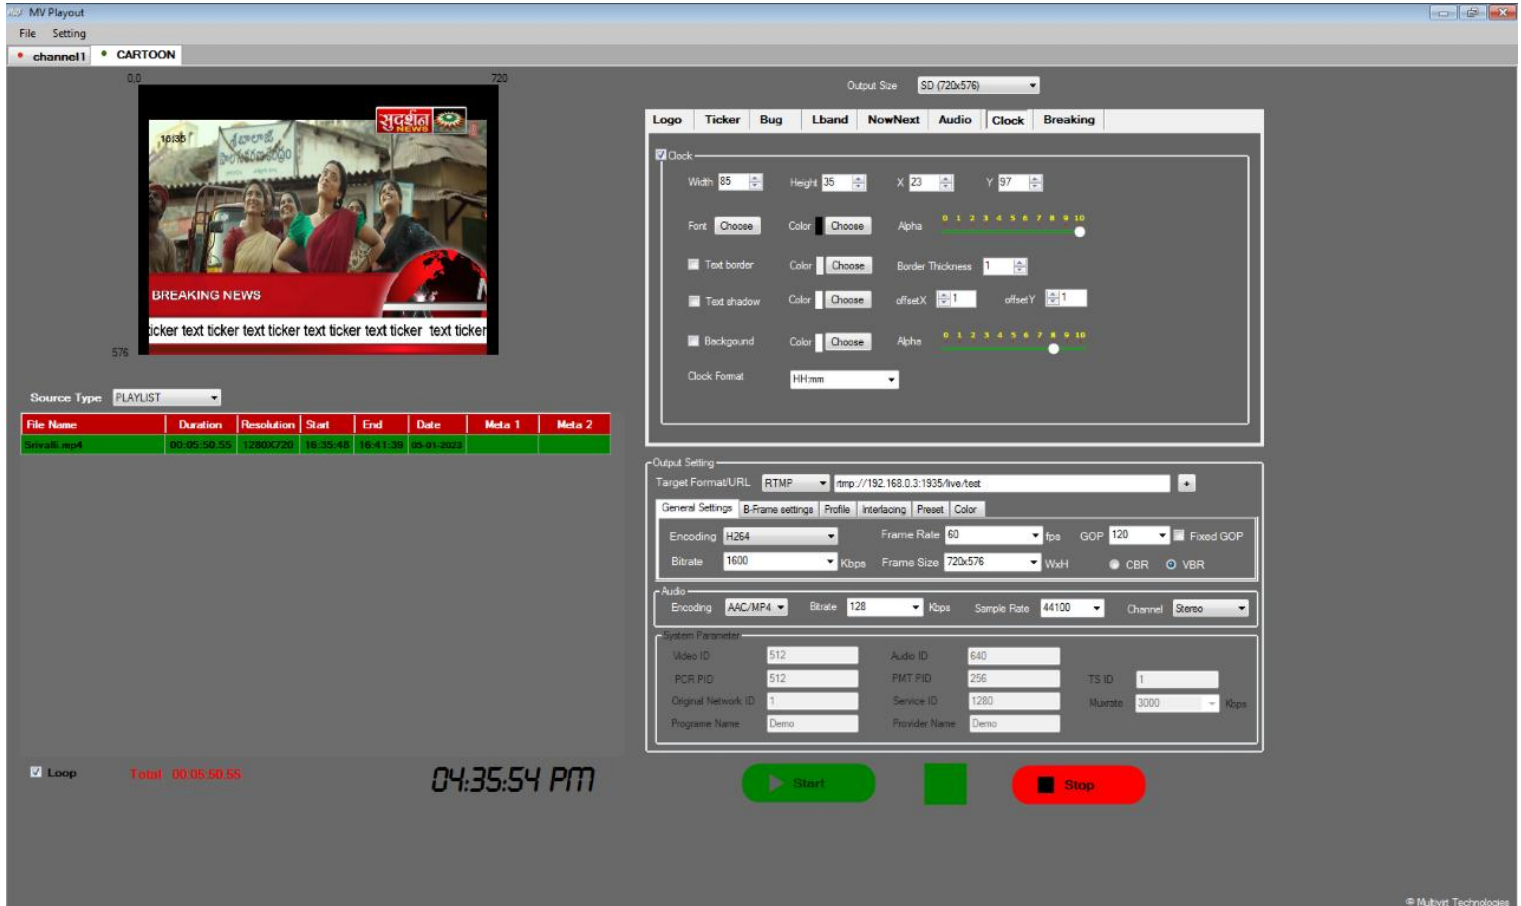 MV Playout
File Setting
channel1 CARTOON
0,0 720
Output Size SD (720x576)
सुदर्शन
NEWS
16:35
BREAKING NEWS
ticker text ticker text ticker text ticker text ticker text ticker
576
Logo Ticker Bug Lband NowNext Audio Clock Breaking
Clock
Width 85 Height 35 X 23 Y 97
Font Choose Color Choose Alpha 0 1 2 3 4 5 6 7 8 9 10
Text border Color Choose Border Thickness 1
Text shadow Color Choose offsetX 1 offsetY 1
Backgound Color Choose Alpha 0 1 2 3 4 5 6 7 8 9 10
Clock Format HH:mm
Source Type PLAYLIST
File Name Duration Resolution Start End Date Meta 1 Meta 2
Srivalli.mp4 00:05:50.55 1280X720 16:35:48 16:41:39 05-01-2023
Output Setting
Target Format/URL RTMP rtmp://192.168.0.3:1935/live/test +
General Settings B-Frame settings Profile Interlacing Preset Color
Encoding H264 Frame Rate 60 fps GOP 120 Fixed GOP
Bitrate 1600 Kbps Frame Size 720x576 WxH CBR VBR
Audio
Encoding AAC/MP4 Bitrate 128 Kbps Sample Rate 44100 Channel Stereo
System Parameter
Video ID 512 Audio ID 640
PCR PID 512 PMT PID 256 TS ID 1
Original Network ID 1 Service ID 1280 Muxrate 3000 Kbps
Programe Name Demo Provider Name Demo
Loop Total 00:05:50.55 04:35:54 PM Start Stop
© Multivirt Technologies